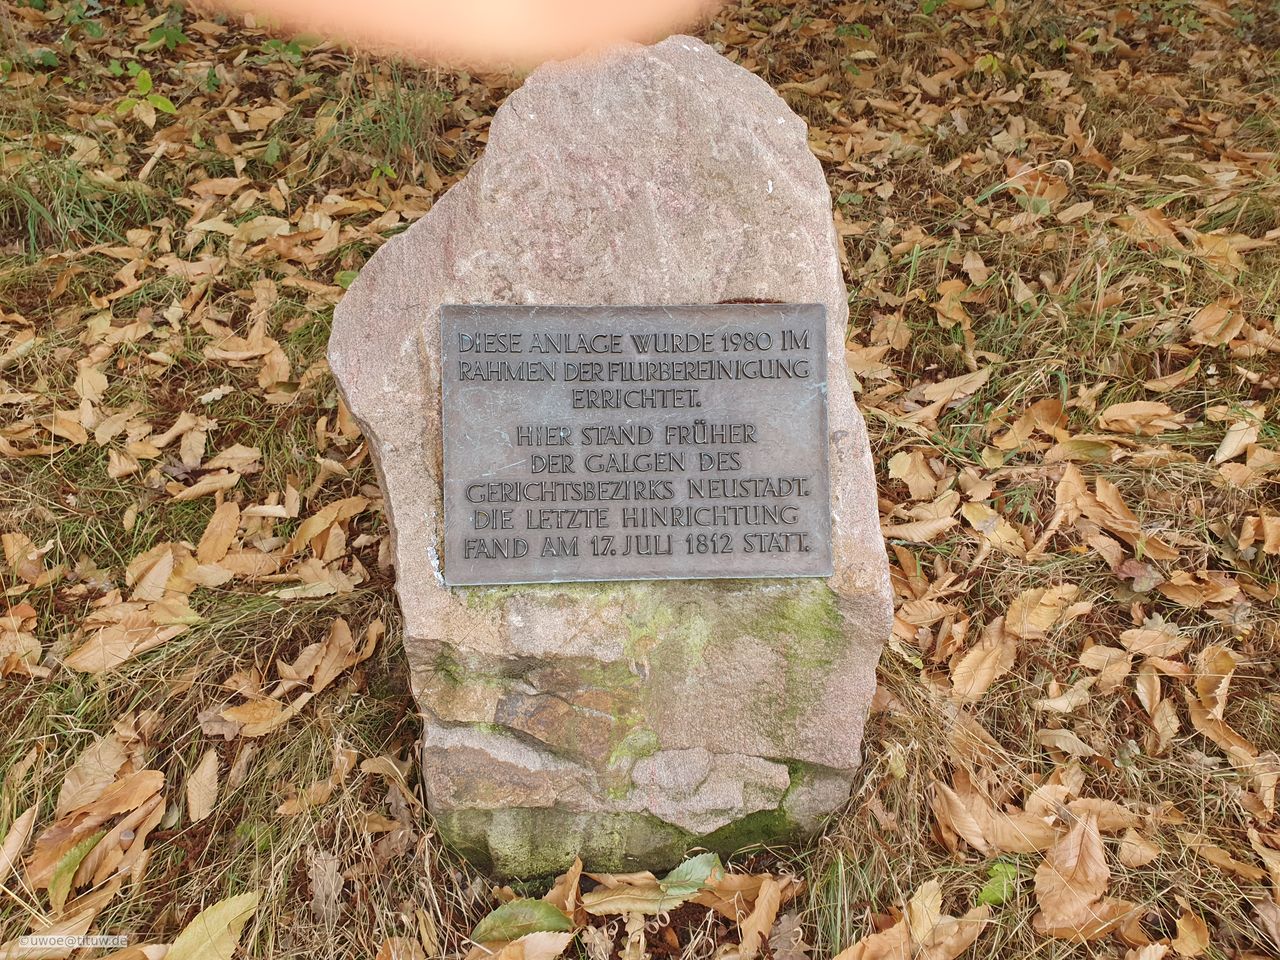 DIESE ANLAGE WURDE 1980 IM
RAHMEN DER FLURBEREINIGUNG
ERRICHTET.
HIER STAND FRÜHER
DER GALGEN DES
GERICHTSBEZIRKS NEUSTADT.
DIE LETZTE HINRICHTUNG
FAND AM 17. JULI 1812 STATT.
©uwoe@tituw.de